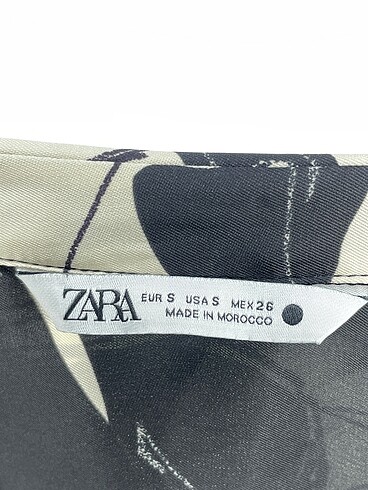 ZARA
EUR S USA S MEX 26
MADE IN MOROCCO